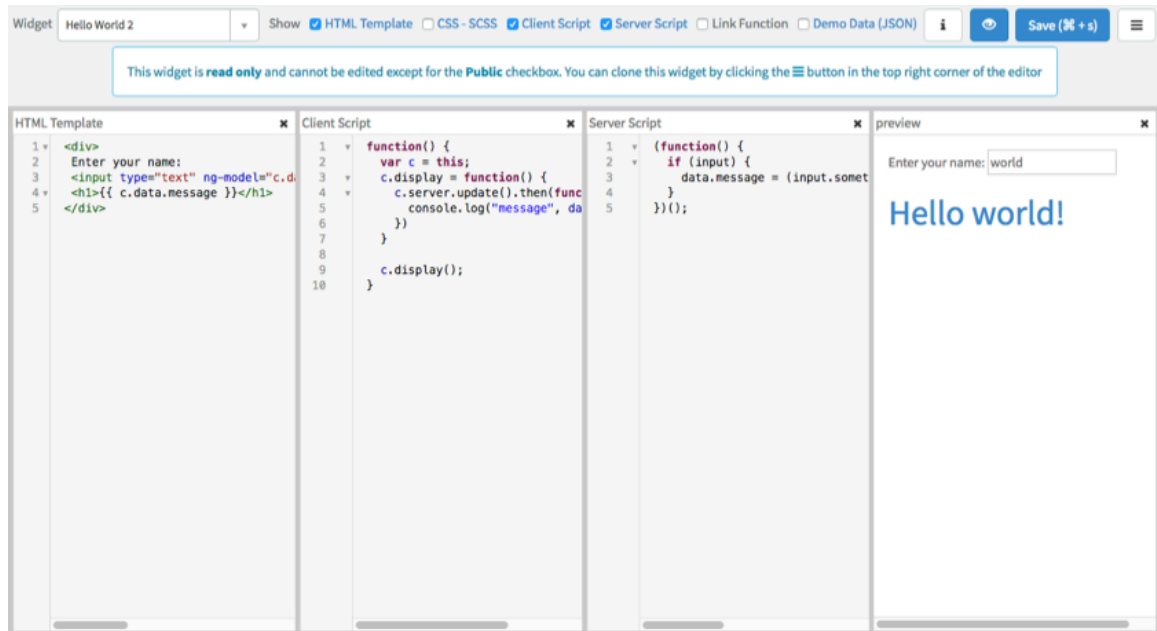 Widget Hello World 2 Show HTML Template CSS - SCSS Client Script Server Script Link Function Demo Data (JSON) i Save (⌘ + s)
This widget is read only and cannot be edited except for the Public checkbox. You can clone this widget by clicking the ☰ button in the top right corner of the editor
HTML Template
1 <div>
2 Enter your name:
3 <input type="text" ng-model="c.d
4 <h1>{{ c.data.message }}</h1>
5 </div>
Client Script
1 function() {
2 var c = this;
3 c.display = function() {
4 c.server.update().then(func
5 console.log("message", da
6 })
7 }
8
9 c.display();
10 }
Server Script
1 (function() {
2 if (input) {
3 data.message = (input.somet
4 }
5 })();
preview
Enter your name: world
Hello world!